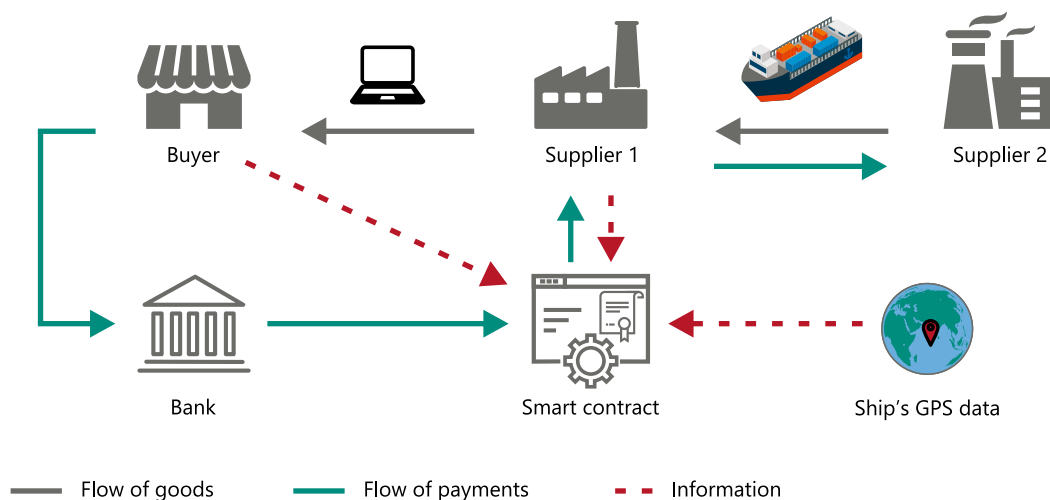 Buyer
Supplier 1
Supplier 2
Bank
Smart contract
Ship's GPS data
Flow of goods
Flow of payments
Information